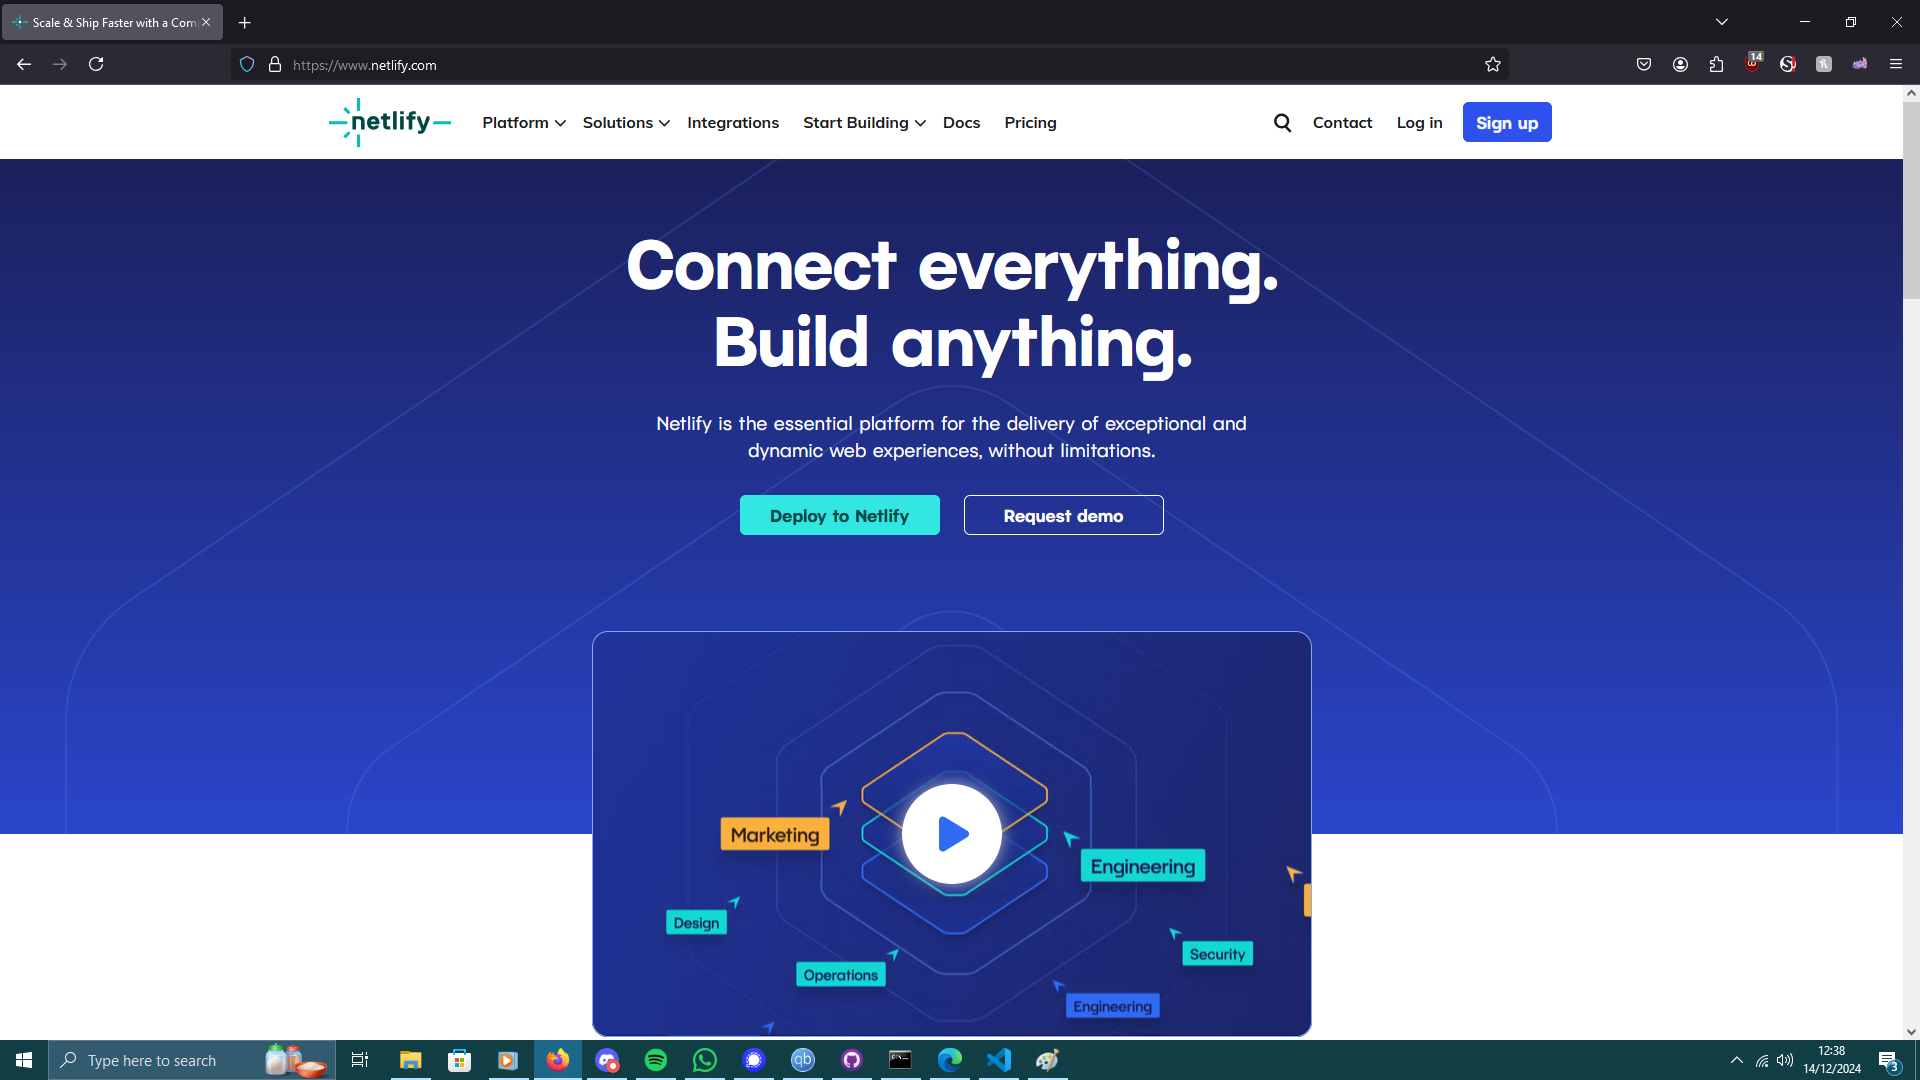 Scale & Ship Faster with a Com
https://www.netlify.com
14
netlify
Platform
Solutions
Integrations
Start Building
Docs
Pricing
Contact
Log in
Sign up
Connect everything.
Build anything.
Netlify is the essential platform for the delivery of exceptional and
dynamic web experiences, without limitations.
Deploy to Netlify
Request demo
Marketing
Engineering
Design
Security
Operations
Engineering
Type here to search
qb
12:38
14/12/2024
3